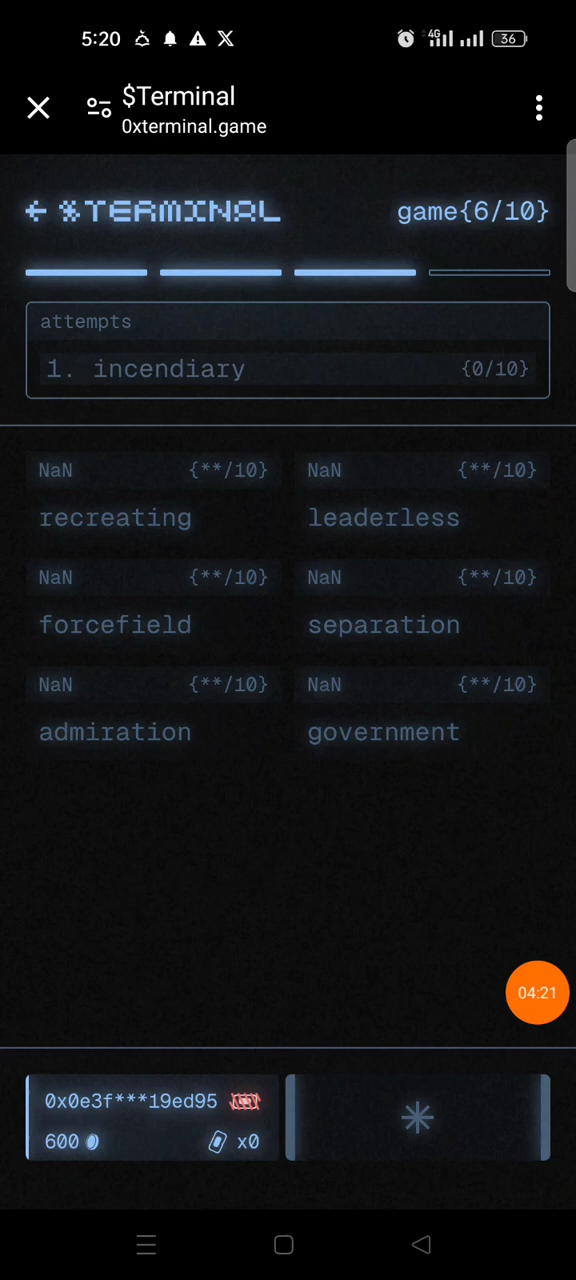 5:20 4G 36
$Terminal
0xterminal.game
← $TERMINAL game{6/10}
attempts
1. incendiary {0/10}
NaN {**/10} NaN {**/10}
recreating leaderless
NaN {**/10} NaN {**/10}
forcefield separation
NaN {**/10} NaN {**/10}
admiration government
04:21
0x0e3f***19ed95
600 x0